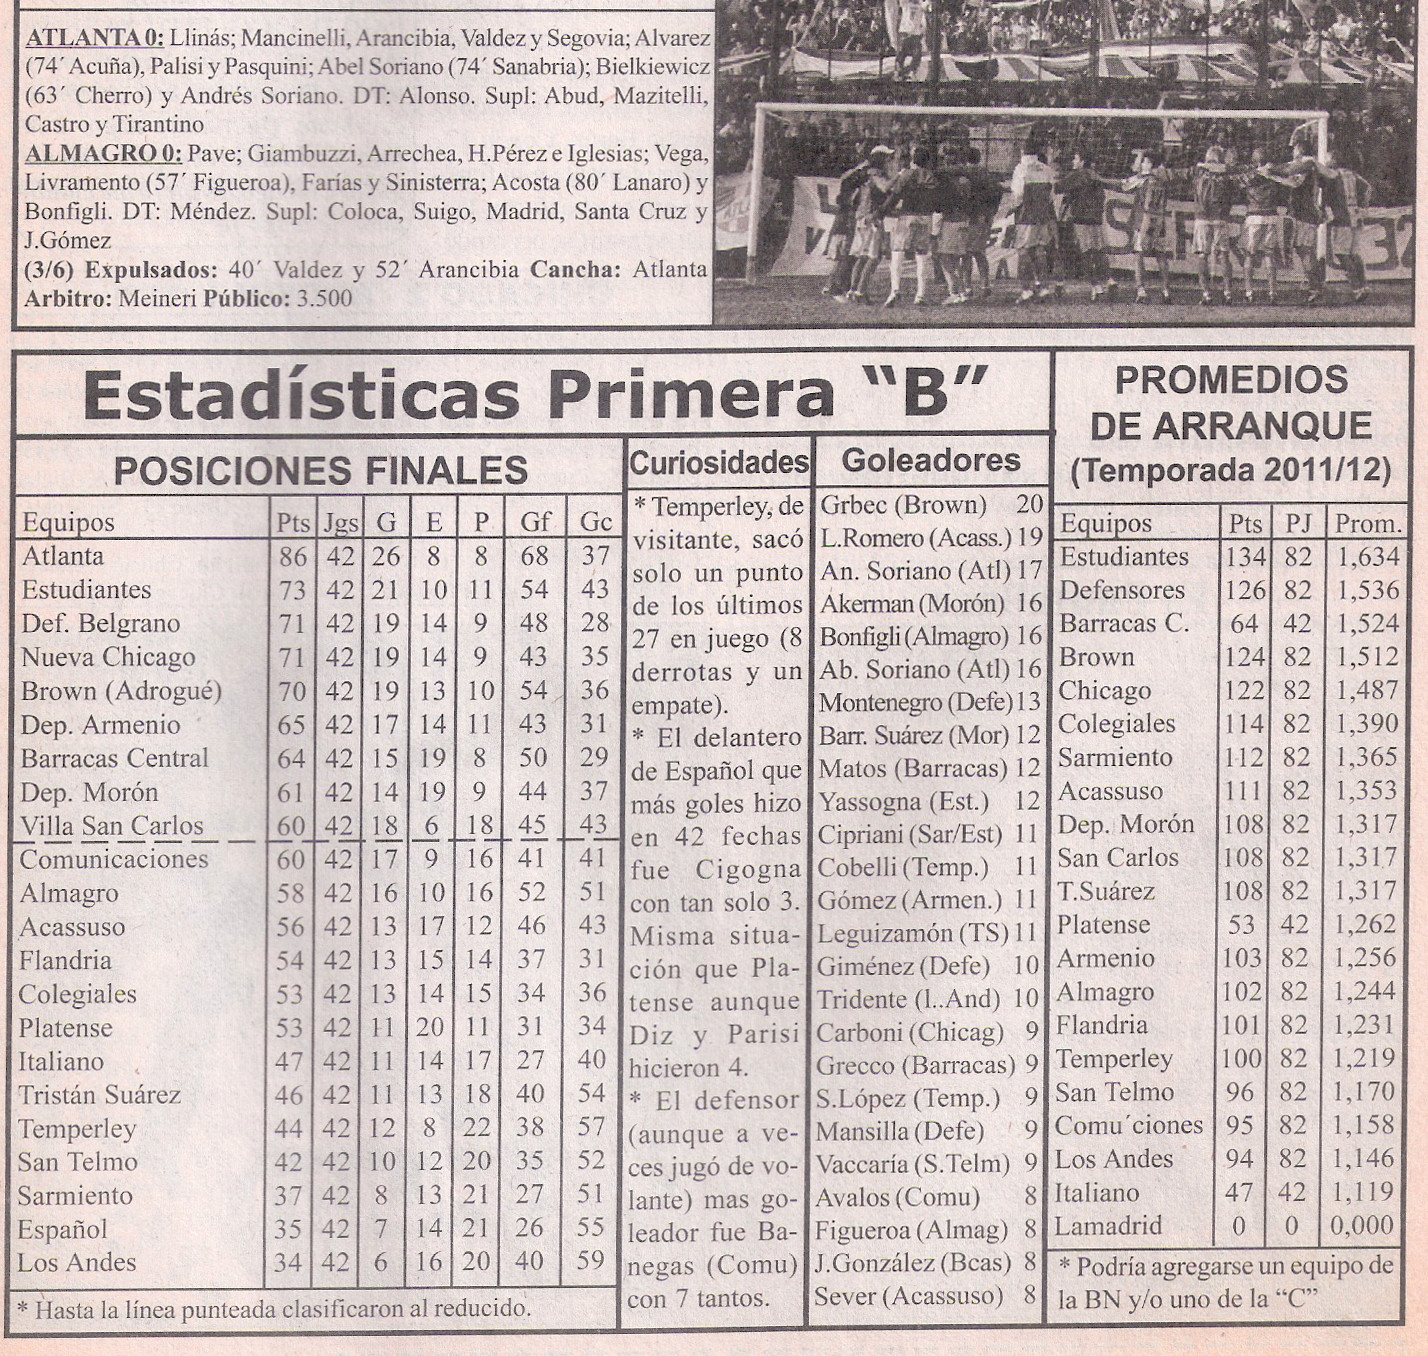 ATLANTA 0: Llinás; Mancinelli, Arancibia, Valdez y Segovia; Alvarez
(74´ Acuña), Palisi y Pasquini; Abel Soriano (74´ Sanabria); Bielkiewicz
(63´ Cherro) y Andrés Soriano. DT: Alonso. Supl: Abud, Mazitelli,
Castro y Tirantino
ALMAGRO 0: Pave; Giambuzzi, Arrechea, H.Pérez e Iglesias; Vega,
Livramento (57´ Figueroa), Farías y Sinisterra; Acosta (80´ Lanaro) y
Bonfigli. DT: Méndez. Supl: Coloca, Suigo, Madrid, Santa Cruz y
J.Gómez
(3/6) Expulsados: 40´ Valdez y 52´ Arancibia Cancha: Atlanta
Arbitro: Meineri Público: 3.500
Estadísticas Primera “B”
POSICIONES FINALES
Equipos Pts Jgs G E P Gf Gc
Atlanta 86 42 26 8 8 68 37
Estudiantes 73 42 21 10 11 54 43
Def. Belgrano 71 42 19 14 9 48 28
Nueva Chicago 71 42 19 14 9 43 35
Brown (Adrogué) 70 42 19 13 10 54 36
Dep. Armenio 65 42 17 14 11 43 31
Barracas Central 64 42 15 19 8 50 29
Dep. Morón 61 42 14 19 9 44 37
Villa San Carlos 60 42 18 6 18 45 43
Comunicaciones 60 42 17 9 16 41 41
Almagro 58 42 16 10 16 52 51
Acassuso 56 42 13 17 12 46 43
Flandria 54 42 13 15 14 37 31
Colegiales 53 42 13 14 15 34 36
Platense 53 42 11 20 11 31 34
Italiano 47 42 11 14 17 27 40
Tristán Suárez 46 42 11 13 18 40 54
Temperley 44 42 12 8 22 38 57
San Telmo 42 42 10 12 20 35 52
Sarmiento 37 42 8 13 21 27 51
Español 35 42 7 14 21 26 55
Los Andes 34 42 6 16 20 40 59
* Hasta la línea punteada clasificaron al reducido.
Curiosidades
* Temperley, de
visitante, sacó
solo un punto
de los últimos
27 en juego (8
derrotas y un
empate).
* El delantero
de Español que
más goles hizo
en 42 fechas
fue Cigogna
con tan solo 3.
Misma situa-
ción que Pla-
tense aunque
Diz y Parisi
hicieron 4.
* El defensor
(aunque a ve-
ces jugó de vo-
lante) mas go-
leador fue Ba-
negas (Comu)
con 7 tantos.
Goleadores
Grbec (Brown) 20
L.Romero (Acass.) 19
An. Soriano (Atl) 17
Akerman (Morón) 16
Bonfigli (Almagro) 16
Ab. Soriano (Atl) 16
Montenegro (Defe) 13
Barr. Suárez (Mor) 12
Matos (Barracas) 12
Yassogna (Est.) 12
Cipriani (Sar/Est) 11
Cobelli (Temp.) 11
Gómez (Armen.) 11
Leguizamón (TS) 11
Giménez (Defe) 10
Tridente (l..And) 10
Carboni (Chicag) 9
Grecco (Barracas) 9
S.López (Temp.) 9
Mansilla (Defe) 9
Vaccaría (S.Telm) 9
Avalos (Comu) 8
Figueroa (Almag) 8
J.González (Bcas) 8
Sever (Acassuso) 8
PROMEDIOS
DE ARRANQUE
(Temporada 2011/12)
Equipos Pts PJ Prom.
Estudiantes 134 82 1,634
Defensores 126 82 1,536
Barracas C. 64 42 1,524
Brown 124 82 1,512
Chicago 122 82 1,487
Colegiales 114 82 1,390
Sarmiento 112 82 1,365
Acassuso 111 82 1,353
Dep. Morón 108 82 1,317
San Carlos 108 82 1,317
T.Suárez 108 82 1,317
Platense 53 42 1,262
Armenio 103 82 1,256
Almagro 102 82 1,244
Flandria 101 82 1,231
Temperley 100 82 1,219
San Telmo 96 82 1,170
Comu´ciones 95 82 1,158
Los Andes 94 82 1,146
Italiano 47 42 1,119
Lamadrid 0 0 0,000
* Podría agregarse un equipo de
la BN y/o uno de la “C”